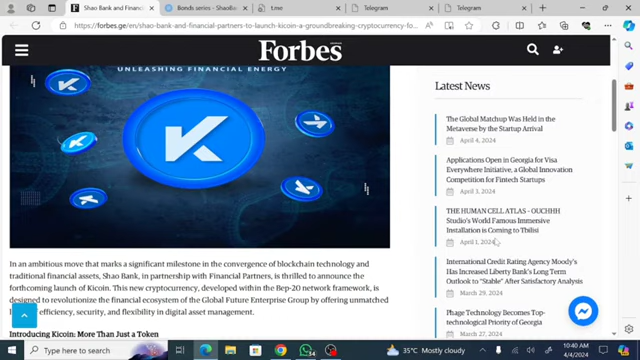 Shao Bank and Financial Partner
Bonds series - ShaoBa
t.me
Telegram
Telegram
https://forbes.ge/en/shao-bank-and-financial-partners-to-launch-kicoin-a-groundbreaking-cryptocurrency-fo...
Forbes
UNLEASHING FINANCIAL ENERGY
K
Latest News
The Global Matchup Was Held in the
Metaverse by the Startup Arrival
April 4, 2024
Applications Open in Georgia for Visa
Everywhere Initiative, a Global Innovation
Competition for Fintech Startups
April 3, 2024
THE HUMAN CELL ATLAS – OUCHHH
Studio's World Famous Immersive
Installation is Coming to Tbilisi
April 1, 2024
International Credit Rating Agency Moody's
Has Increased Liberty Bank's Long Term
Outlook to "Stable" After Satisfactory Analysis
March 29, 2024
Phage Technology Becomes Top-
technological Priority of Georgia
March 27, 2024
In an ambitious move that marks a significant milestone in the convergence of blockchain technology and
traditional financial assets, Shao Bank, in partnership with Financial Partners, is thrilled to announce the
forthcoming launch of Kicoin. This new cryptocurrency, developed within the Bep-20 network framework, is
designed to revolutionize the financial ecosystem of the Global Future Enterprise Group by offering unmatched
efficiency, security, and flexibility in digital asset management.
Introducing Kicoin: More Than Just a Token
Type here to search
34
35°C Mostly cloudy
10:40 AM
4/4/2024